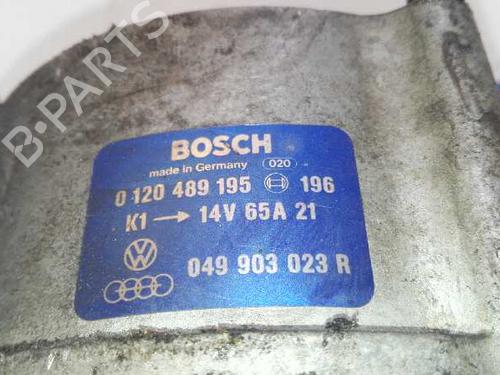 B-PARTS
BOSCH
made in Germany 020
0 120 489 195 196
K1 → 14V 65A 21
049 903 023 R